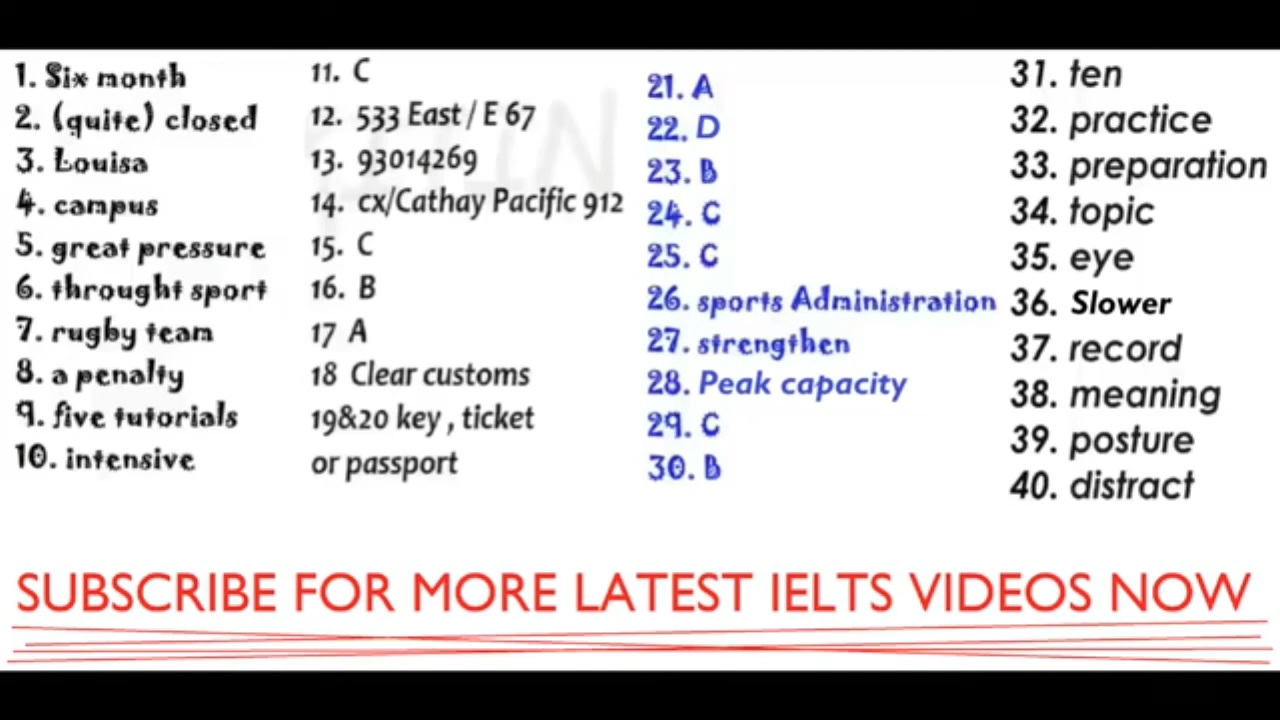 1. Six month
2. (quite) closed
3. Louisa
4. campus
5. great pressure
6. throught sport
7. rugby team
8. a penalty
9. five tutorials
10. intensive
11. C
12. 533 East / E 67
13. 93014269
14. cx/Cathay Pacific 912
15. C
16. B
17 A
18 Clear customs
19&20 key , ticket
or passport
21. A
22. D
23. B
24. C
25. C
26. sports Administration
27. strengthen
28. Peak capacity
29. C
30. B
31. ten
32. practice
33. preparation
34. topic
35. eye
36. Slower
37. record
38. meaning
39. posture
40. distract
SUBSCRIBE FOR MORE LATEST IELTS VIDEOS NOW